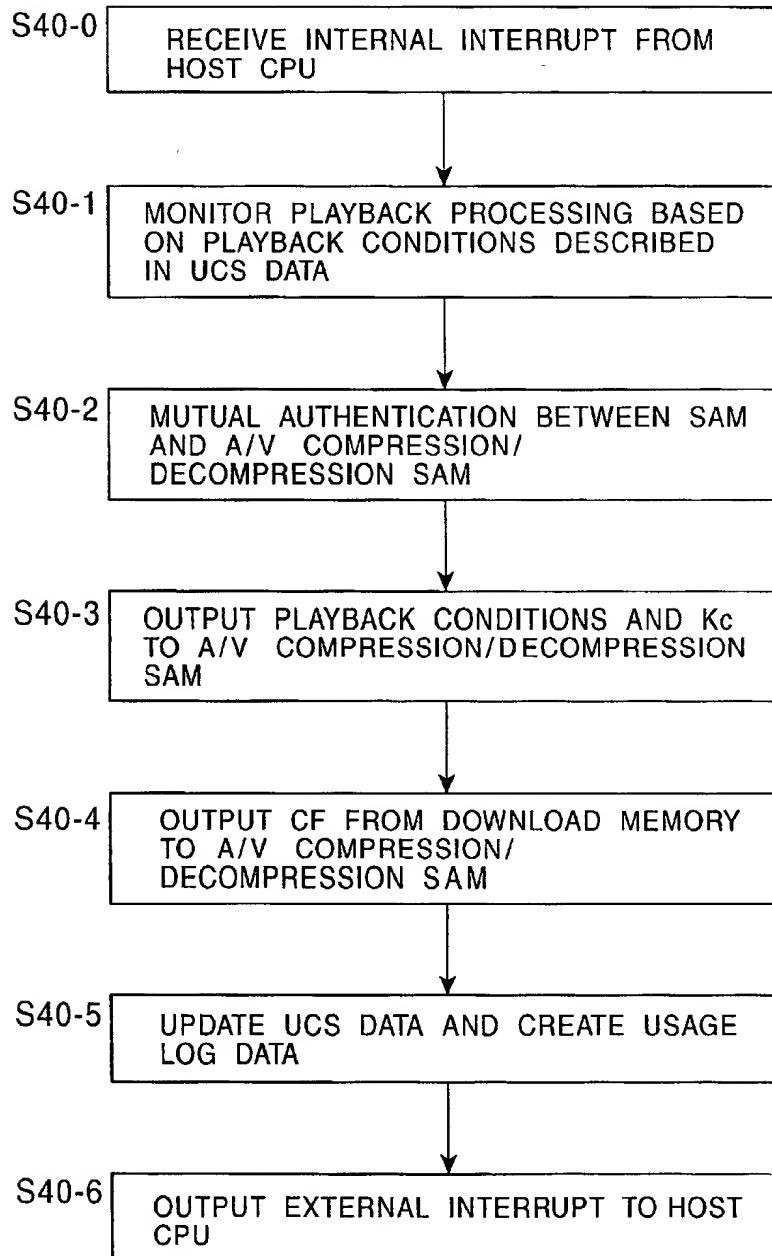 S40-0
RECEIVE INTERNAL INTERRUPT FROM
HOST CPU
S40-1
MONITOR PLAYBACK PROCESSING BASED
ON PLAYBACK CONDITIONS DESCRIBED
IN UCS DATA
S40-2
MUTUAL AUTHENTICATION BETWEEN SAM
AND A/V COMPRESSION/
DECOMPRESSION SAM
S40-3
OUTPUT PLAYBACK CONDITIONS AND Kc
TO A/V COMPRESSION/DECOMPRESSION
SAM
S40-4
OUTPUT CF FROM DOWNLOAD MEMORY
TO A/V COMPRESSION/
DECOMPRESSION SAM
S40-5
UPDATE UCS DATA AND CREATE USAGE
LOG DATA
S40-6
OUTPUT EXTERNAL INTERRUPT TO HOST
CPU